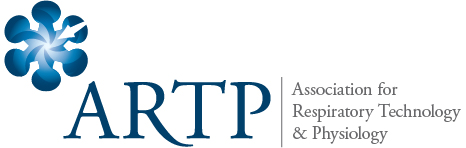 ARTP
Association for
Respiratory Technology
& Physiology